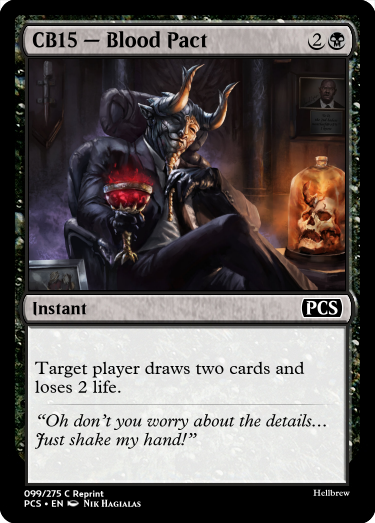 CB15 — Blood Pact 2
Instant PCS
Target player draws two cards and
loses 2 life.
“Oh don't you worry about the details...
Just shake my hand!”
099/275 C Reprint Hellbrew
PCS • EN Nik Hagialas